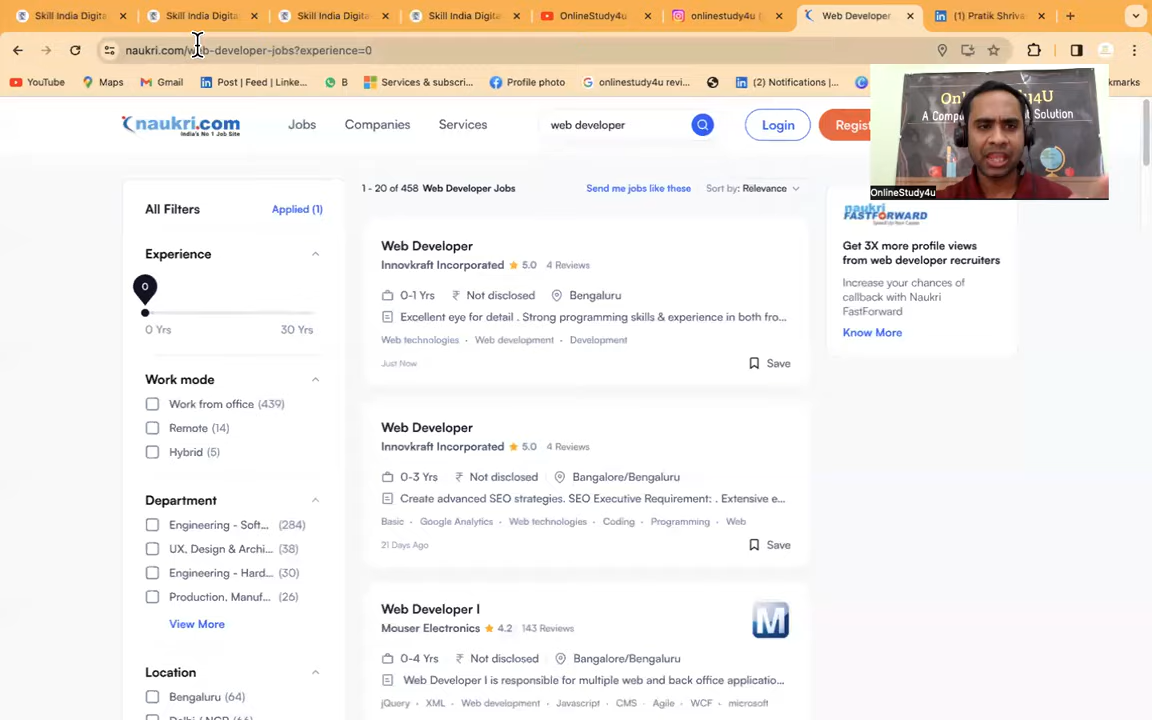 Skill India Digita
Skill India Digita
Skill India Digita
Skill India Digita
OnlineStudy4u
onlinestudy4u
Web Developer
(1) Pratik Shriva
naukri.com/web-developer-jobs?experience=0
YouTube
Maps
Gmail
Post | Feed | Linke...
B
Services & subscri...
Profile photo
onlinestudy4u revi...
(2) Notifications |...
naukri.com
India's No 1 Job Site
Jobs
Companies
Services
web developer
Login
A Compu
OnlineStudy4u
All Filters
Applied (1)
Experience
0
0 Yrs
30 Yrs
Work mode
Work from office (439)
Remote (14)
Hybrid (5)
Department
Engineering - Soft... (284)
UX, Design & Archi... (38)
Engineering - Hard... (30)
Production, Manuf... (26)
View More
Location
Bengaluru (64)
1 - 20 of 458 Web Developer Jobs
Send me jobs like these
Sort by: Relevance
Web Developer
Innovkraft Incorporated 5.0 4 Reviews
0-1 Yrs ₹ Not disclosed Bengaluru
Excellent eye for detail . Strong programming skills & experience in both fro...
Web technologies · Web development · Development
Just Now
Save
Web Developer
Innovkraft Incorporated 5.0 4 Reviews
0-3 Yrs ₹ Not disclosed Bangalore/Bengaluru
Create advanced SEO strategies. SEO Executive Requirement: . Extensive e...
Basic · Google Analytics · Web technologies · Coding · Programming · Web
21 Days Ago
Save
Web Developer I
Mouser Electronics 4.2 143 Reviews
M
0-4 Yrs ₹ Not disclosed Bangalore/Bengaluru
Web Developer I is responsible for multiple web and back office applicatio...
jQuery · XML · Web development · Javascript · CMS · Agile · WCF · microsoft
naukri
FASTFORWARD
Get 3X more profile views
from web developer recruiters
Increase your chances of
callback with Naukri
FastForward
Know More